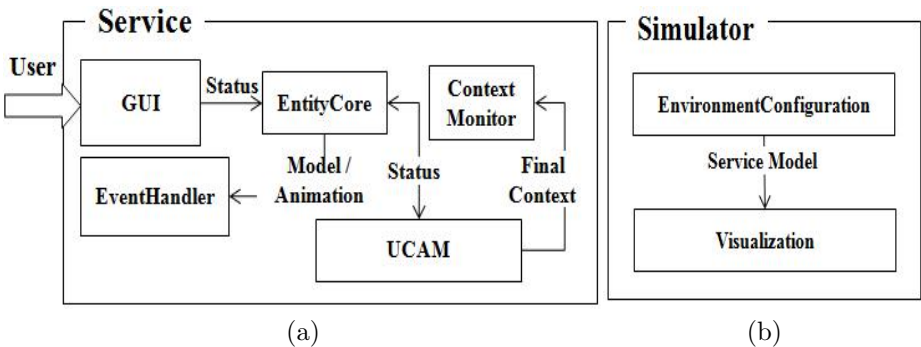 Service
User
GUI
Status
EntityCore
Context
Monitor
Model /
Animation
Status
Final
Context
EventHandler
UCAM
(a)
Simulator
EnvironmentConfiguration
Service Model
Visualization
(b)